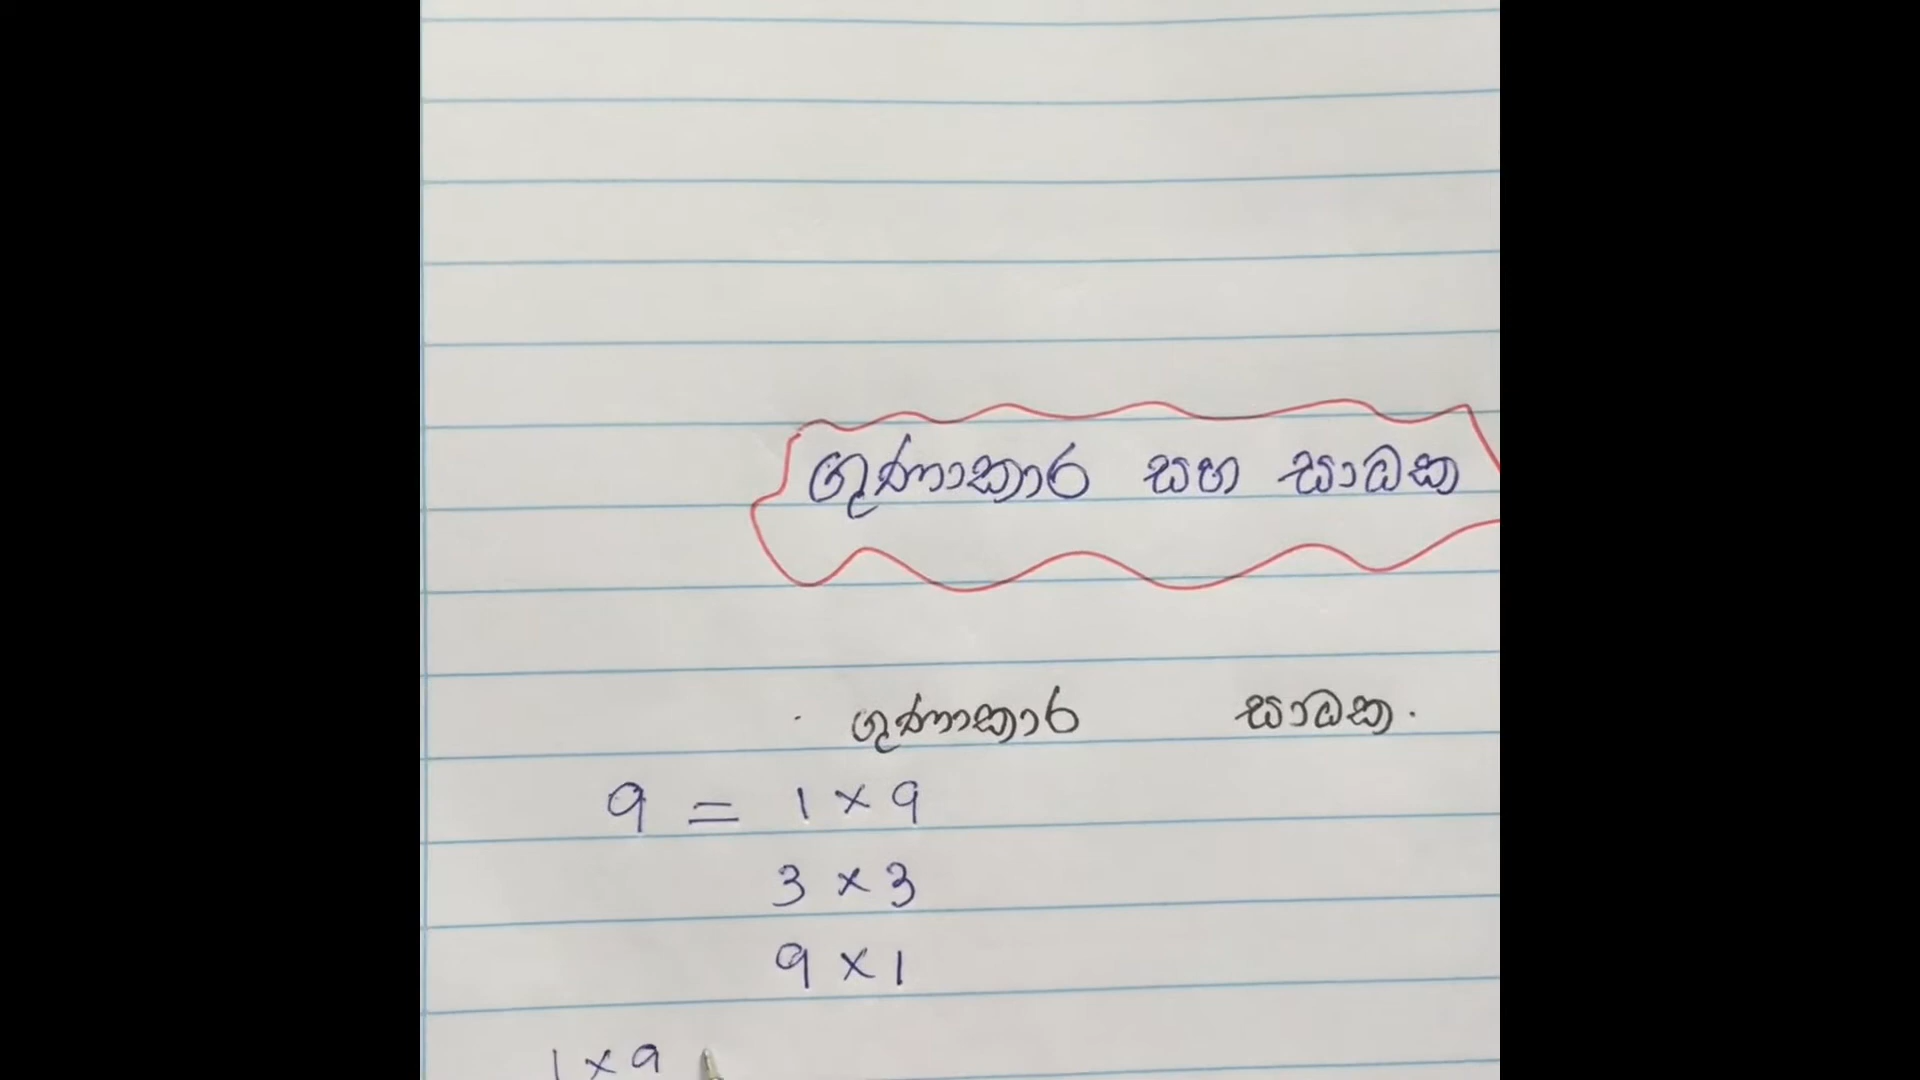 ගුණාකාර සහ සාධක
. ගුණාකාර සාධක.
9 = 1 × 9
3 × 3
9 × 1
1 × 9